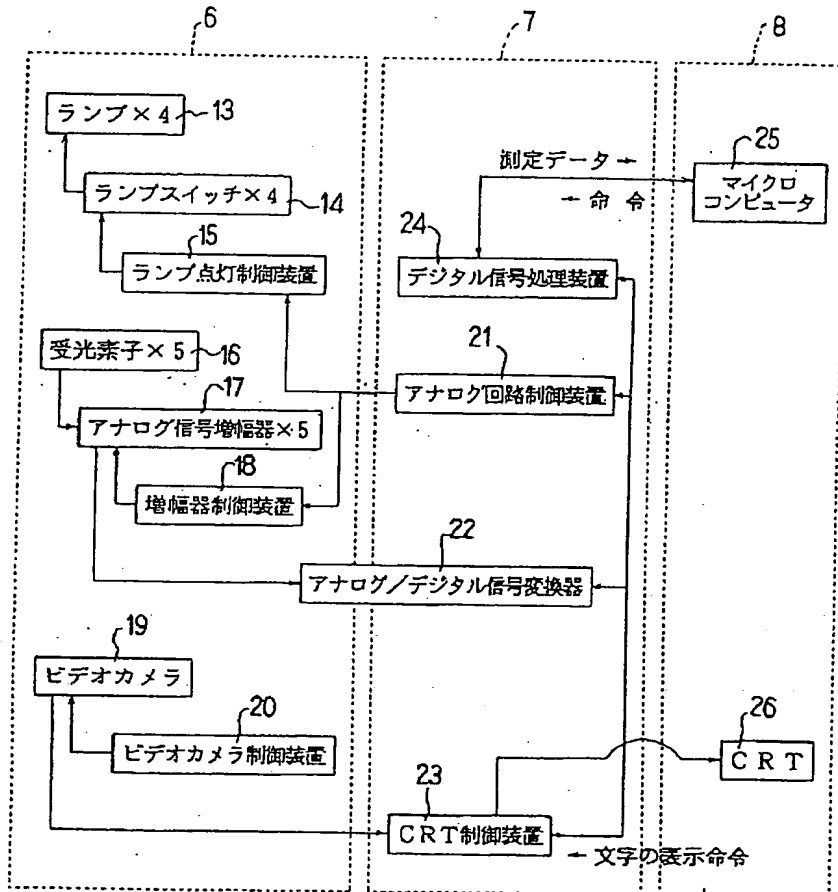 6
7
8
ランプ×4
13
ランプスイッチ×4
14
15
ランプ点灯制御装置
受光素子×5
16
17
アナログ信号増幅器×5
18
増幅器制御装置
19
ビデオカメラ
20
ビデオカメラ制御装置
測定データ→
←命令
24
デジタル信号処理装置
21
アナログ回路制御装置
22
アナログ/デジタル信号変換器
23
CRT制御装置
←文字の表示命令
25
マイクロ
コンピュータ
26
CRT